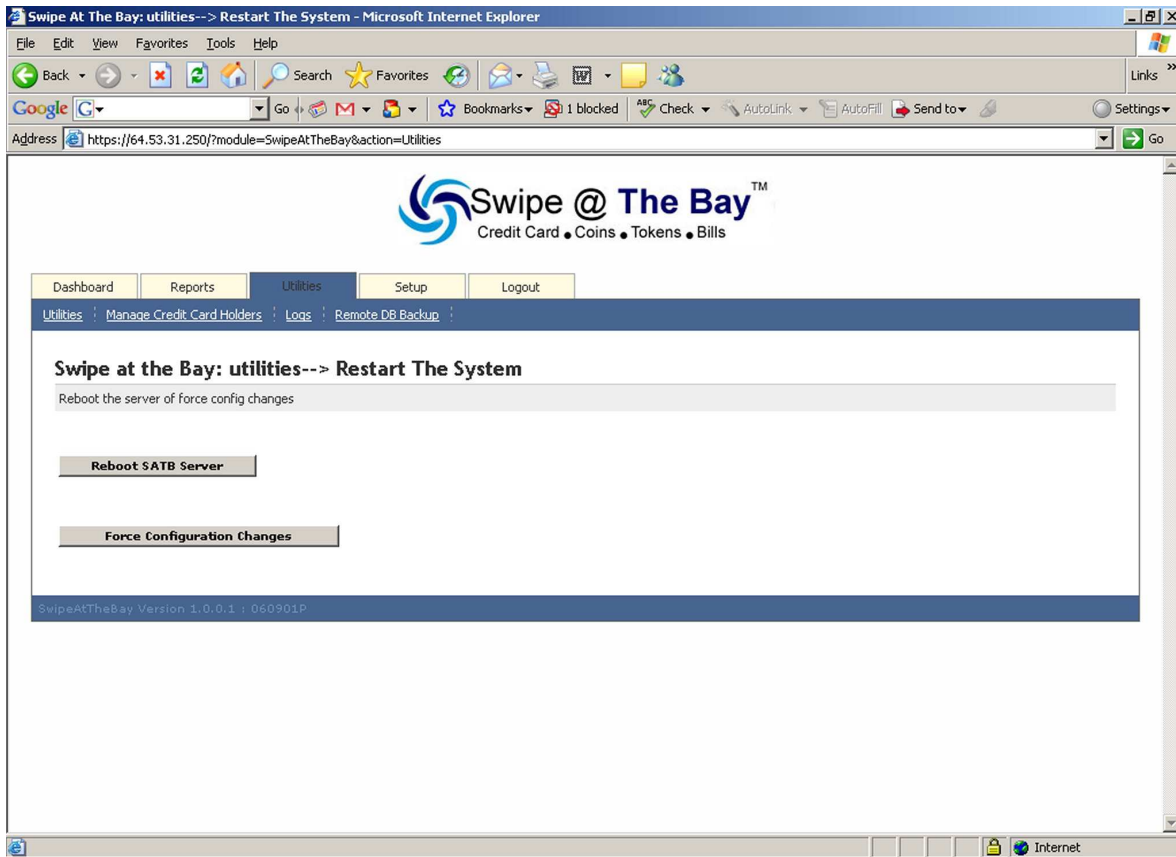 Swipe At The Bay: utilities--> Restart The System - Microsoft Internet Explorer
File Edit View Favorites Tools Help
Back Search Favorites Links »
Google G Go Bookmarks 1 blocked ABC Check AutoLink AutoFill Send to Settings
Address https://64.53.31.250/?module=SwipeAtTheBay&action=Utilities Go
Swipe @ The Bay™
Credit Card • Coins • Tokens • Bills
Dashboard Reports Utilities Setup Logout
Utilities Manage Credit Card Holders Logs Remote DB Backup
Swipe at the Bay: utilities--> Restart The System
Reboot the server of force config changes
Reboot SATB Server
Force Configuration Changes
SwipeAtTheBay Version 1.0.0.1 : 060901P
Internet